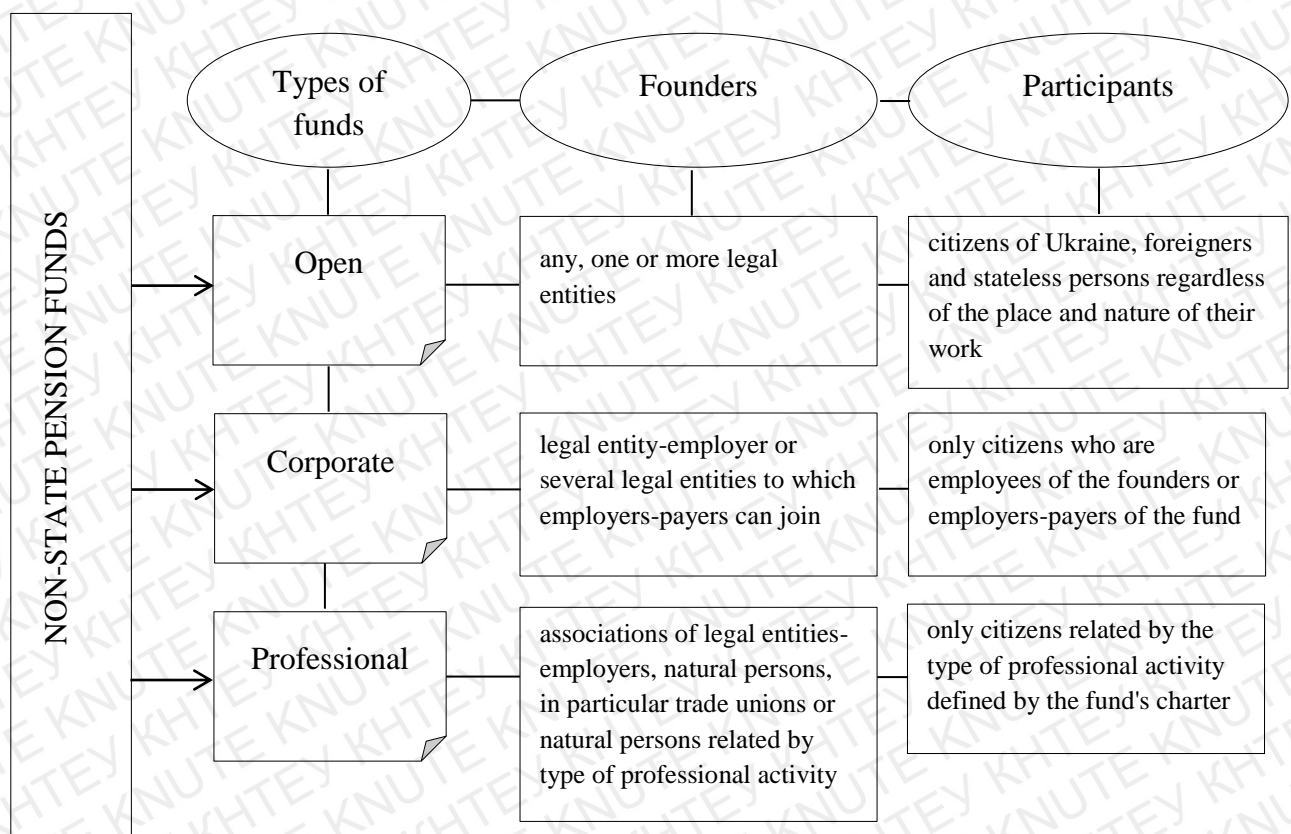 NON-STATE PENSION FUNDS
Types of
funds
Founders
Participants
Open
any, one or more legal
entities
citizens of Ukraine, foreigners
and stateless persons regardless
of the place and nature of their
work
Corporate
legal entity-employer or
several legal entities to which
employers-payers can join
only citizens who are
employees of the founders or
employers-payers of the fund
Professional
associations of legal entities-
employers, natural persons,
in particular trade unions or
natural persons related by
type of professional activity
only citizens related by the
type of professional activity
defined by the fund's charter